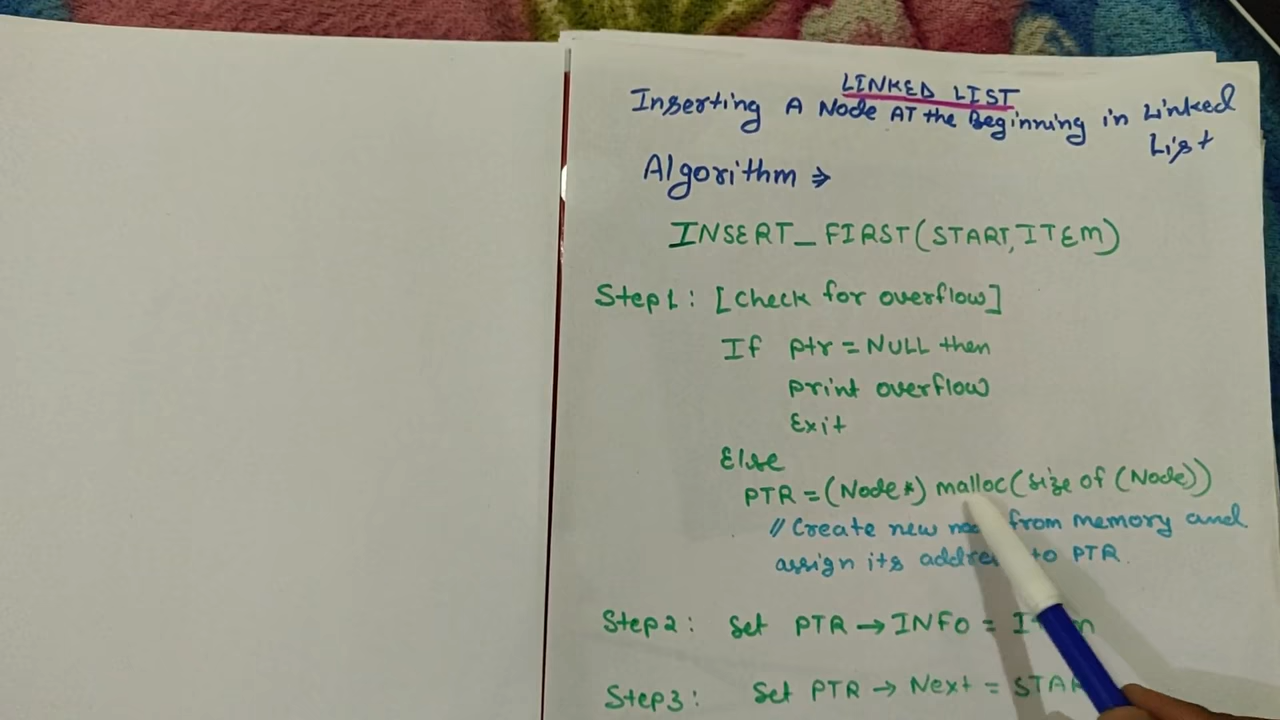 LINKED LIST
Inserting A Node AT the Beginning in Linked
List
Algorithm ⇒
INSERT_FIRST(START,ITEM)
Step1: [Check for overflow]
If ptr = NULL then
print overflow
Exit
Else
PTR = (Node*) malloc(size of (Node))
// Create new from memory and
assign its to PTR.
Step2: Set PTR → INFO =
Step3: Set PTR → Next =